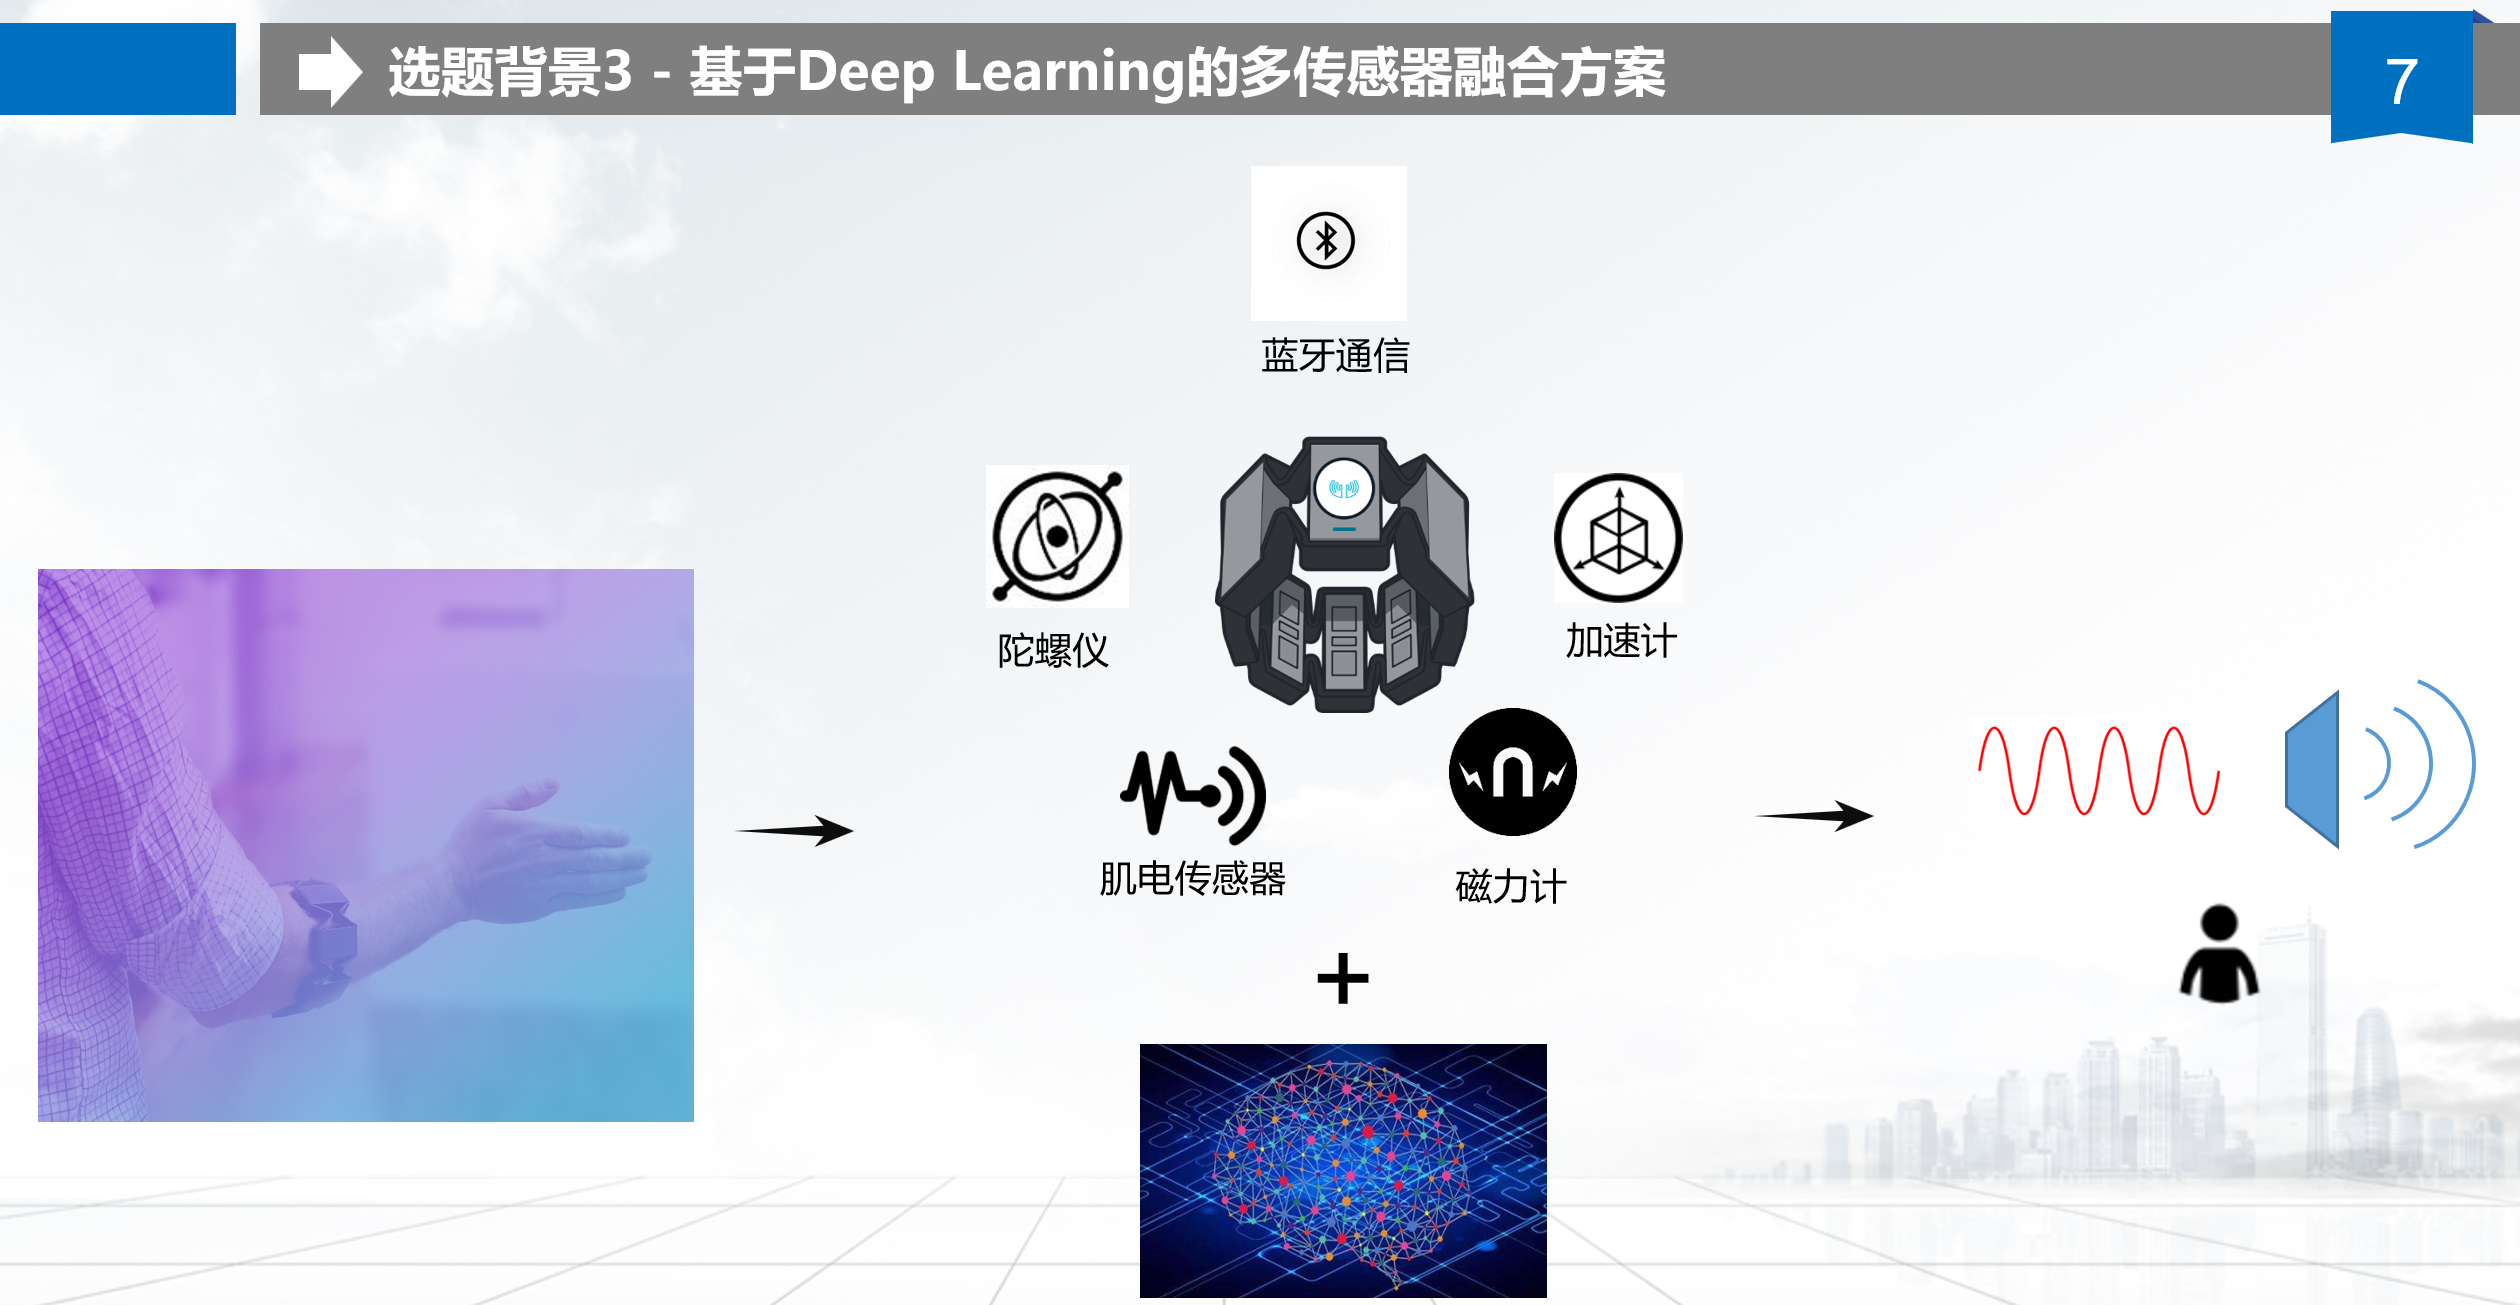 选题背景3 - 基于Deep Learning的多传感器融合方案
7
蓝牙通信
陀螺仪
加速计
肌电传感器
磁力计
+